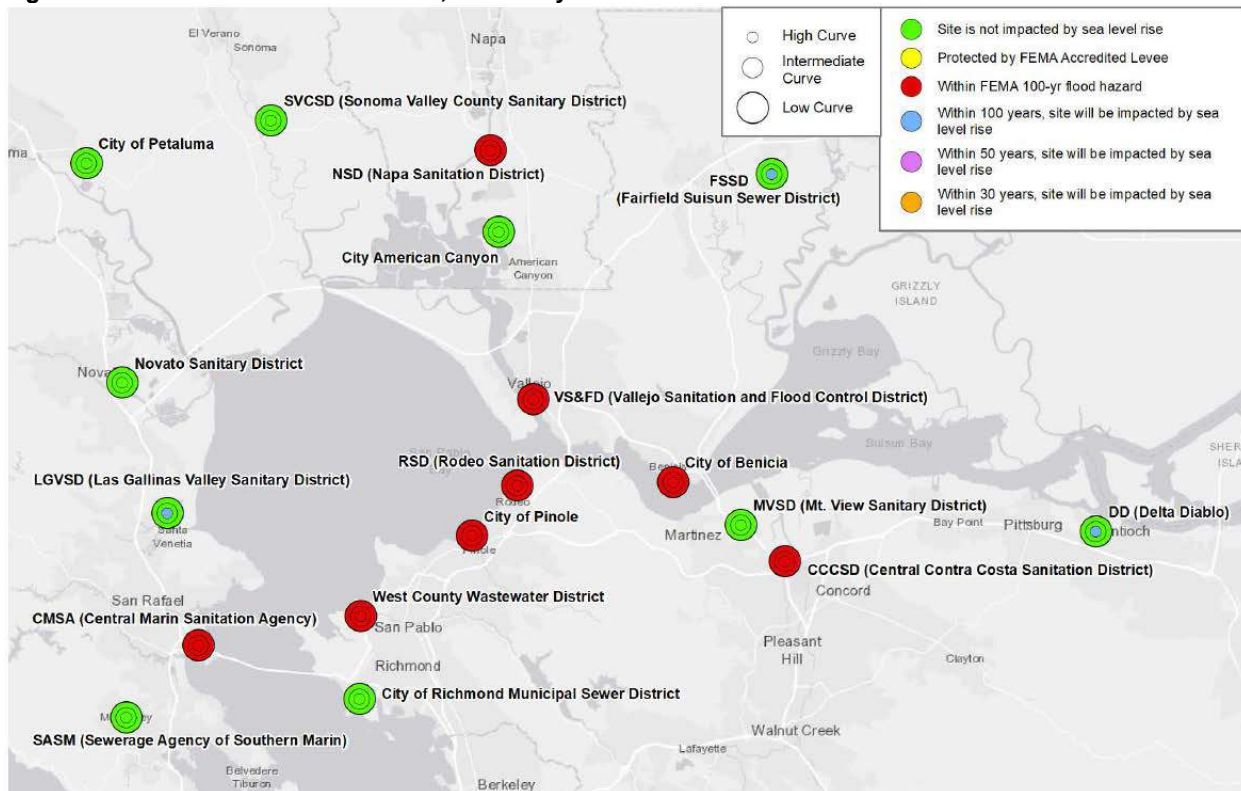 El Verano
Sonoma
Napa
SVCSD (Sonoma Valley County Sanitary District)
City of Petaluma
NSD (Napa Sanitation District)
FSSD
(Fairfield Suisun Sewer District)
City American Canyon
American
Canyon
GRIZZLY
ISLAND
Grizzly Bay
Novato Sanitary District
Vallejo
VS&FD (Vallejo Sanitation and Flood Control District)
Suisun Bay
RSD (Rodeo Sanitation District)
Rodeo
City of Benicia
LGVSD (Las Gallinas Valley Sanitary District)
Venetia
City of Pinole
MVSD (Mt. View Sanitary District)
Martinez
Bay Point
Pittsburg
DD (Delta Diablo)
CCCSD (Central Contra Costa Sanitation District)
Concord
San Rafael
West County Wastewater District
San Pablo
CMSA (Central Marin Sanitation Agency)
Pleasant
Hill
Clayton
Richmond
City of Richmond Municipal Sewer District
SASM (Sewerage Agency of Southern Marin)
Walnut Creek
Lafayette
Belvedere
Tiburon
Berkeley
High Curve
Intermediate
Curve
Low Curve
Site is not impacted by sea level rise
Protected by FEMA Accredited Levee
Within FEMA 100-yr flood hazard
Within 100 years, site will be impacted by sea
level rise
Within 50 years, site will be impacted by sea
level rise
Within 30 years, site will be impacted by sea
level rise